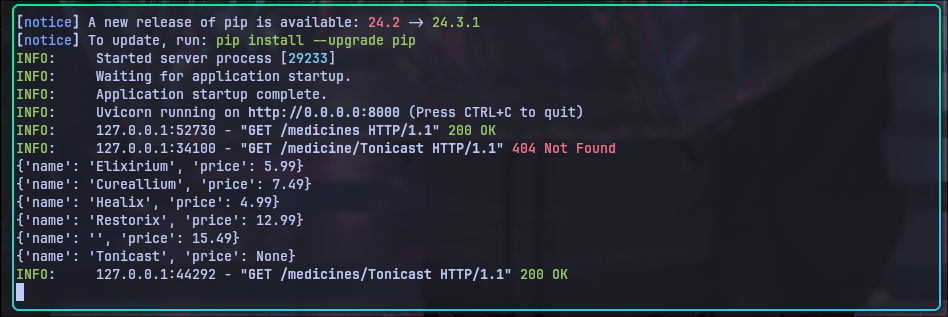 [notice] A new release of pip is available: 24.2 -> 24.3.1
[notice] To update, run: pip install --upgrade pip
INFO:     Started server process [29233]
INFO:     Waiting for application startup.
INFO:     Application startup complete.
INFO:     Uvicorn running on http://0.0.0.0:8000 (Press CTRL+C to quit)
INFO:     127.0.0.1:52730 - "GET /medicines HTTP/1.1" 200 OK
INFO:     127.0.0.1:34100 - "GET /medicine/Tonicast HTTP/1.1" 404 Not Found
{'name': 'Elixirium', 'price': 5.99}
{'name': 'Cureallium', 'price': 7.49}
{'name': 'Healix', 'price': 4.99}
{'name': 'Restorix', 'price': 12.99}
{'name': '', 'price': 15.49}
{'name': 'Tonicast', 'price': None}
INFO:     127.0.0.1:44292 - "GET /medicines/Tonicast HTTP/1.1" 200 OK